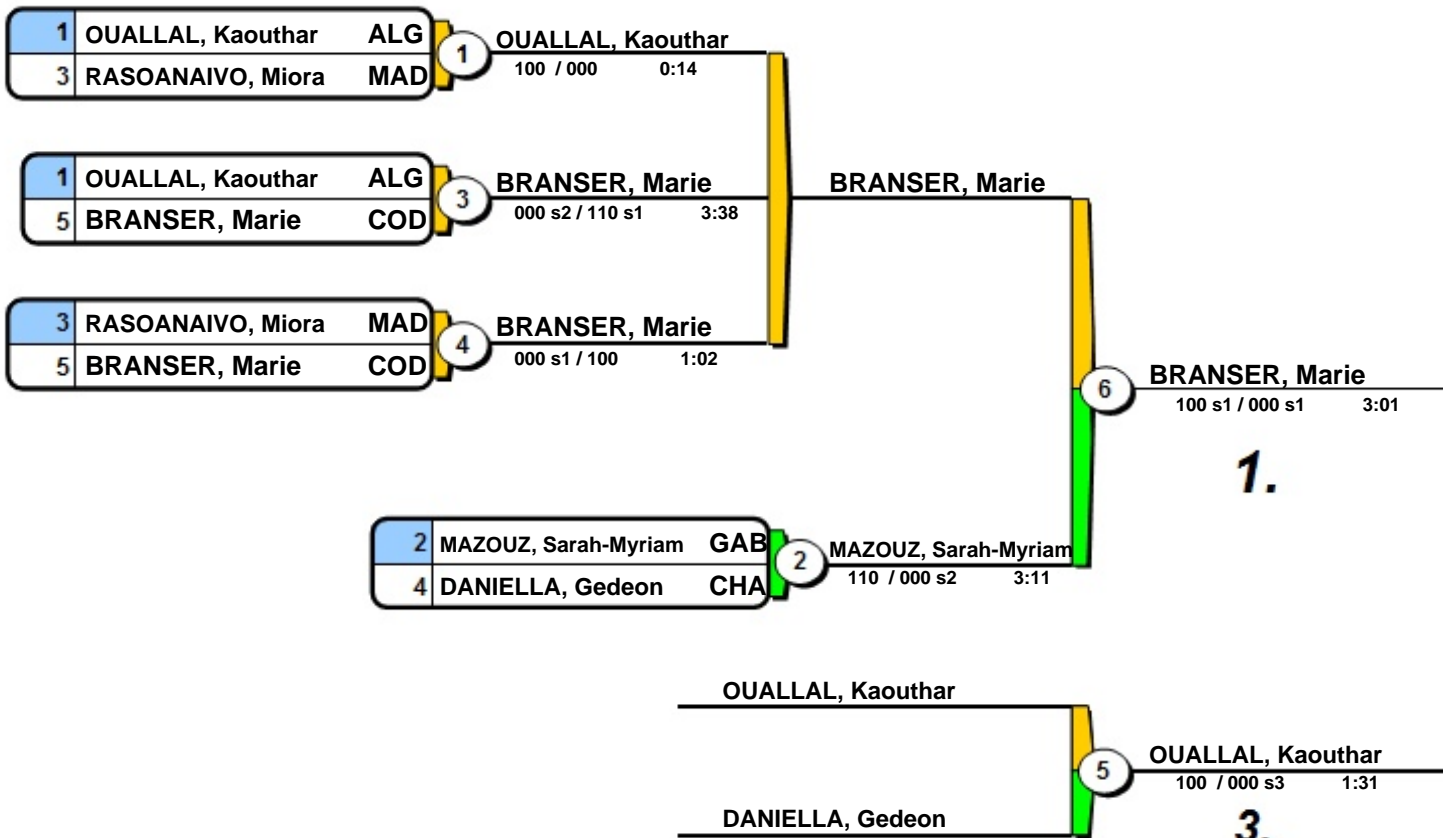 1 OUALLAL, Kaouthar ALG
3 RASOANAIVO, Miora MAD
1
OUALLAL, Kaouthar
100 / 000 0:14
1 OUALLAL, Kaouthar ALG
5 BRANSER, Marie COD
3
BRANSER, Marie
000 s2 / 110 s1 3:38
BRANSER, Marie
3 RASOANAIVO, Miora MAD
5 BRANSER, Marie COD
4
BRANSER, Marie
000 s1 / 100 1:02
6
BRANSER, Marie
100 s1 / 000 s1 3:01
1.
2 MAZOUZ, Sarah-Myriam GAB
4 DANIELLA, Gedeon CHA
2
MAZOUZ, Sarah-Myriam
110 / 000 s2 3:11
OUALLAL, Kaouthar
DANIELLA, Gedeon
5
OUALLAL, Kaouthar
100 / 000 s3 1:31
3.